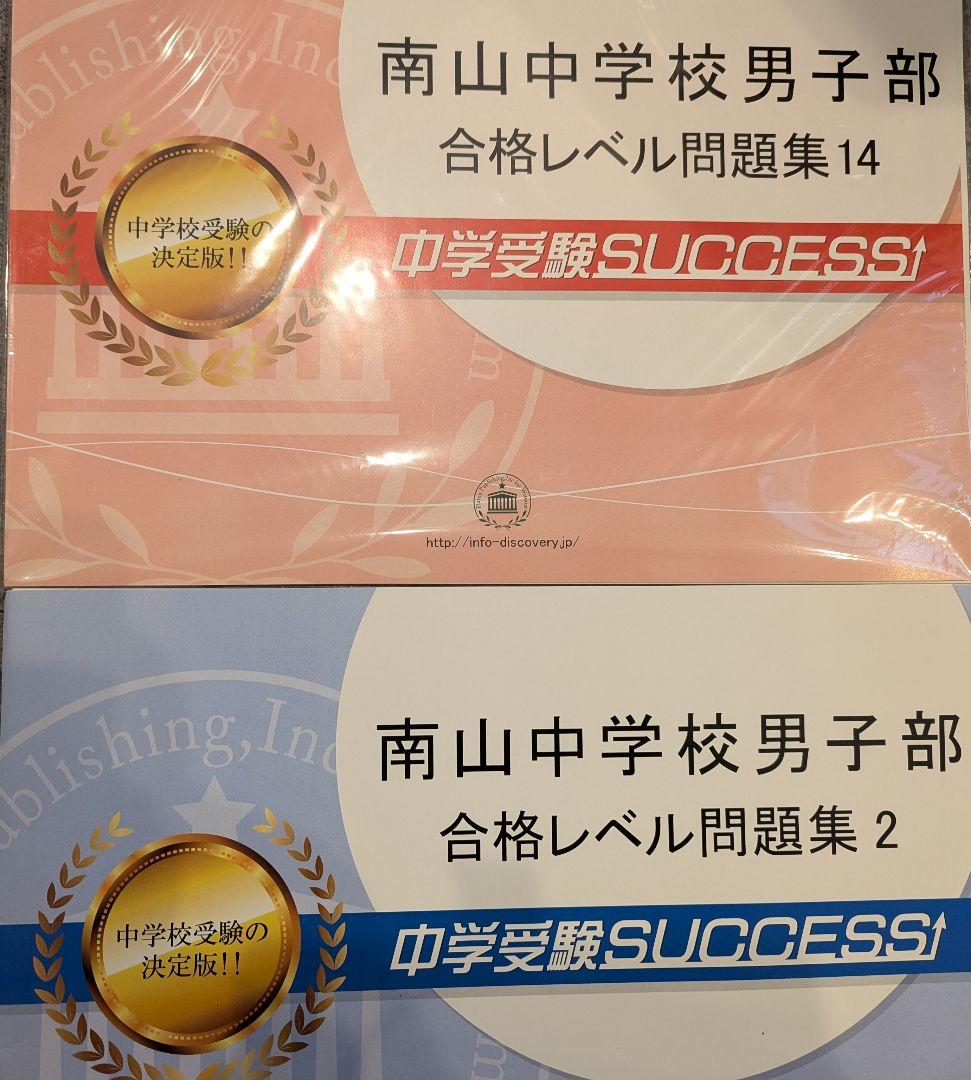 ublishing,Inc
南山中学校男子部
合格レベル問題集14
中学校受験の
決定版!!
中学受験SUCCESS↑
http://info-discovery.jp/
ublishing,Inc
南山中学校男子部
合格レベル問題集 2
中学校受験の
決定版!!
中学受験SUCCESS↑